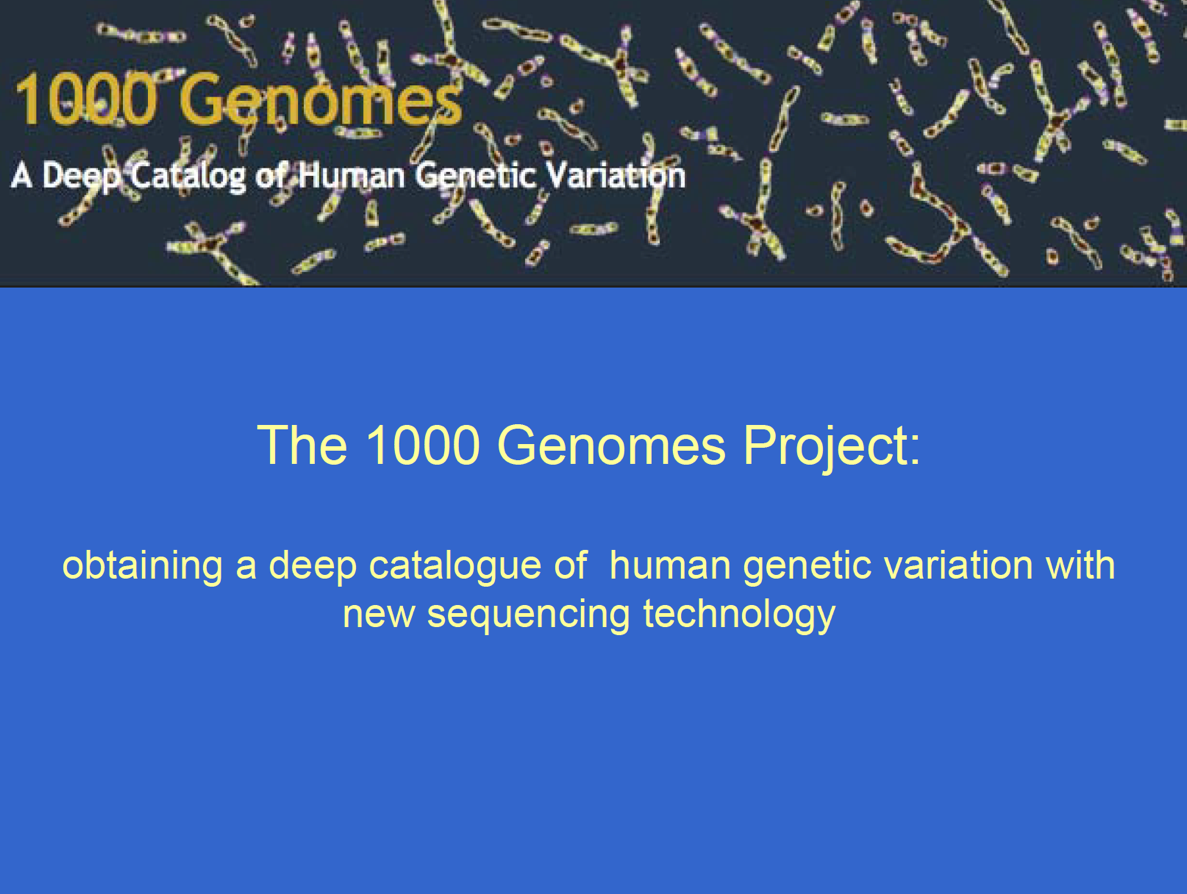 1000 Genomes
A Deep Catalog of Human Genetic Variation
The 1000 Genomes Project:
obtaining a deep catalogue of  human genetic variation with
new sequencing technology